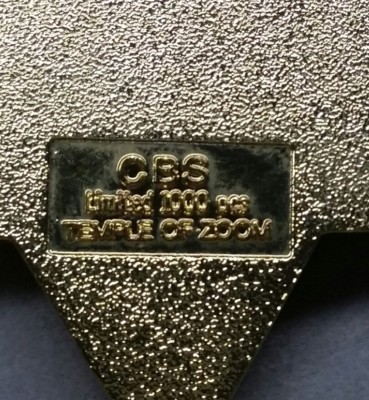 CBS
Limited 1000 pcs
TEMPLE OF ZOOM